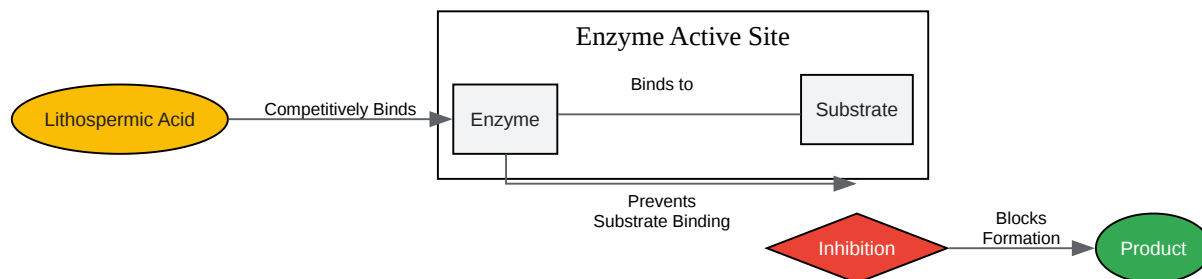 Enzyme Active Site
Lithospermic Acid
Competitively Binds
Enzyme
Binds to
Substrate
Prevents
Substrate Binding
Inhibition
Blocks
Formation
Product